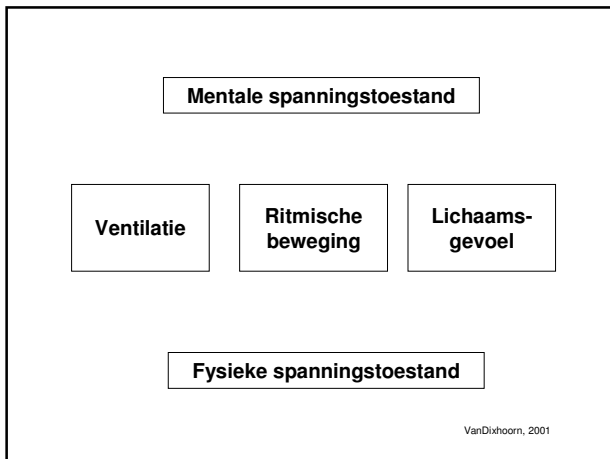 Mentale spanningstoestand
Ventilatie
Ritmische
beweging
Lichaams-
gevoel
Fysieke spanningstoestand
VanDixhoorn, 2001